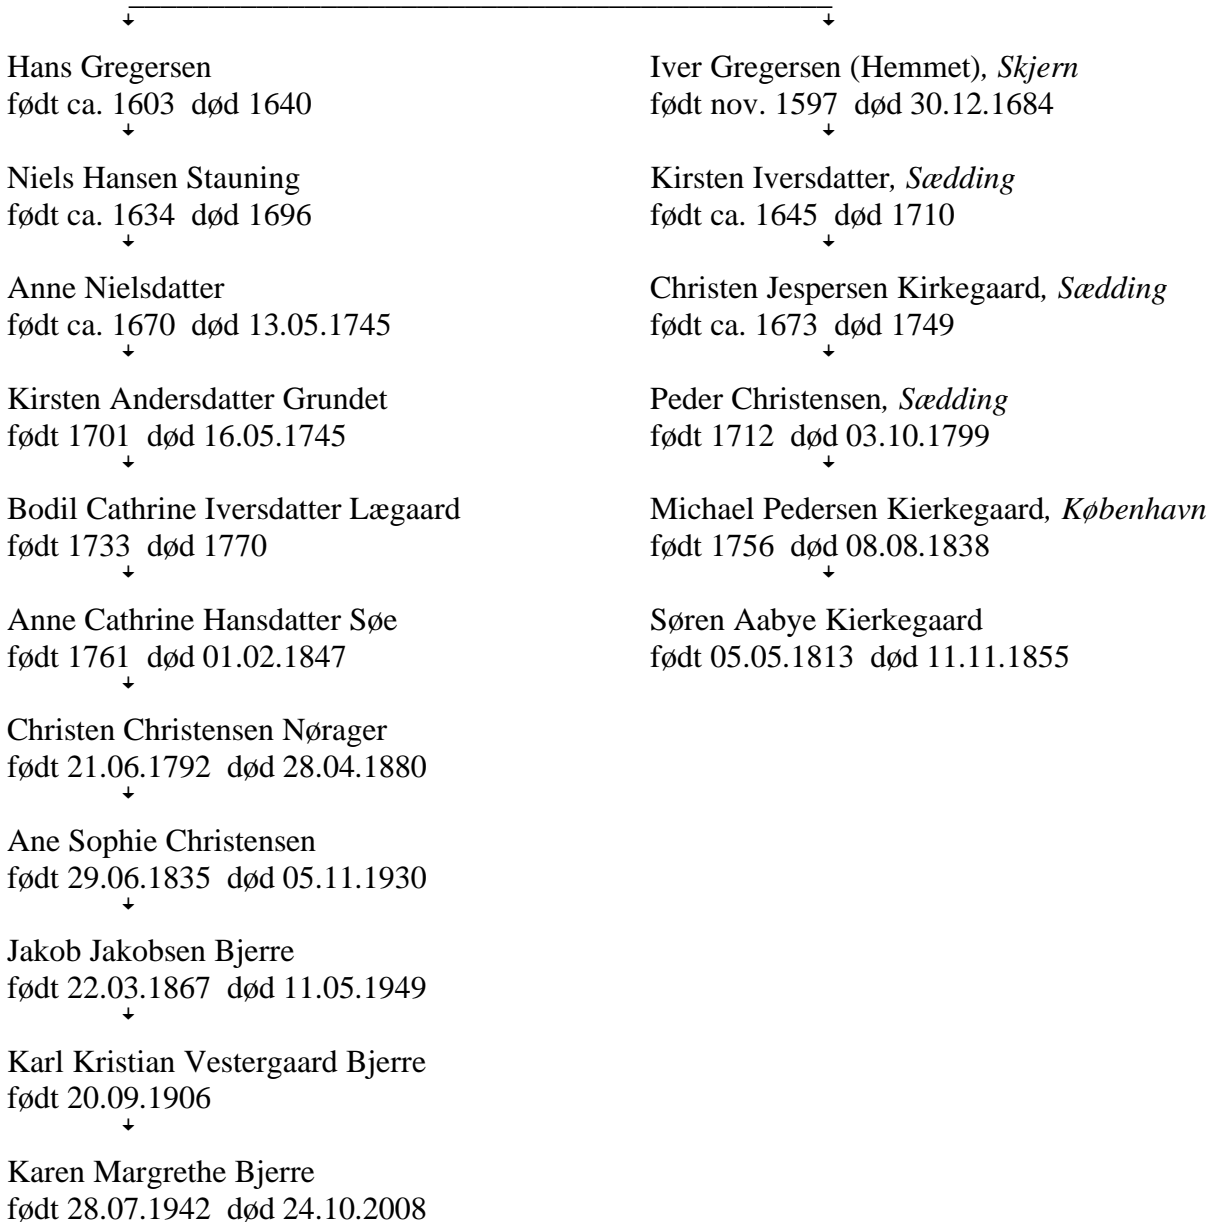 Hans Gregersen
født ca. 1603  død 1640
Niels Hansen Stauning
født ca. 1634  død 1696
Anne Nielsdatter
født ca. 1670  død 13.05.1745
Kirsten Andersdatter Grundet
født 1701  død 16.05.1745
Bodil Cathrine Iversdatter Lægaard
født 1733  død 1770
Anne Cathrine Hansdatter Søe
født 1761  død 01.02.1847
Christen Christensen Nørager
født 21.06.1792  død 28.04.1880
Ane Sophie Christensen
født 29.06.1835  død 05.11.1930
Jakob Jakobsen Bjerre
født 22.03.1867  død 11.05.1949
Karl Kristian Vestergaard Bjerre
født 20.09.1906
Karen Margrethe Bjerre
født 28.07.1942  død 24.10.2008
Iver Gregersen (Hemmet), Skjern
født nov. 1597  død 30.12.1684
Kirsten Iversdatter, Sædding
født ca. 1645  død 1710
Christen Jespersen Kirkegaard, Sædding
født ca. 1673  død 1749
Peder Christensen, Sædding
født 1712  død 03.10.1799
Michael Pedersen Kierkegaard, København
født 1756  død 08.08.1838
Søren Aabye Kierkegaard
født 05.05.1813  død 11.11.1855